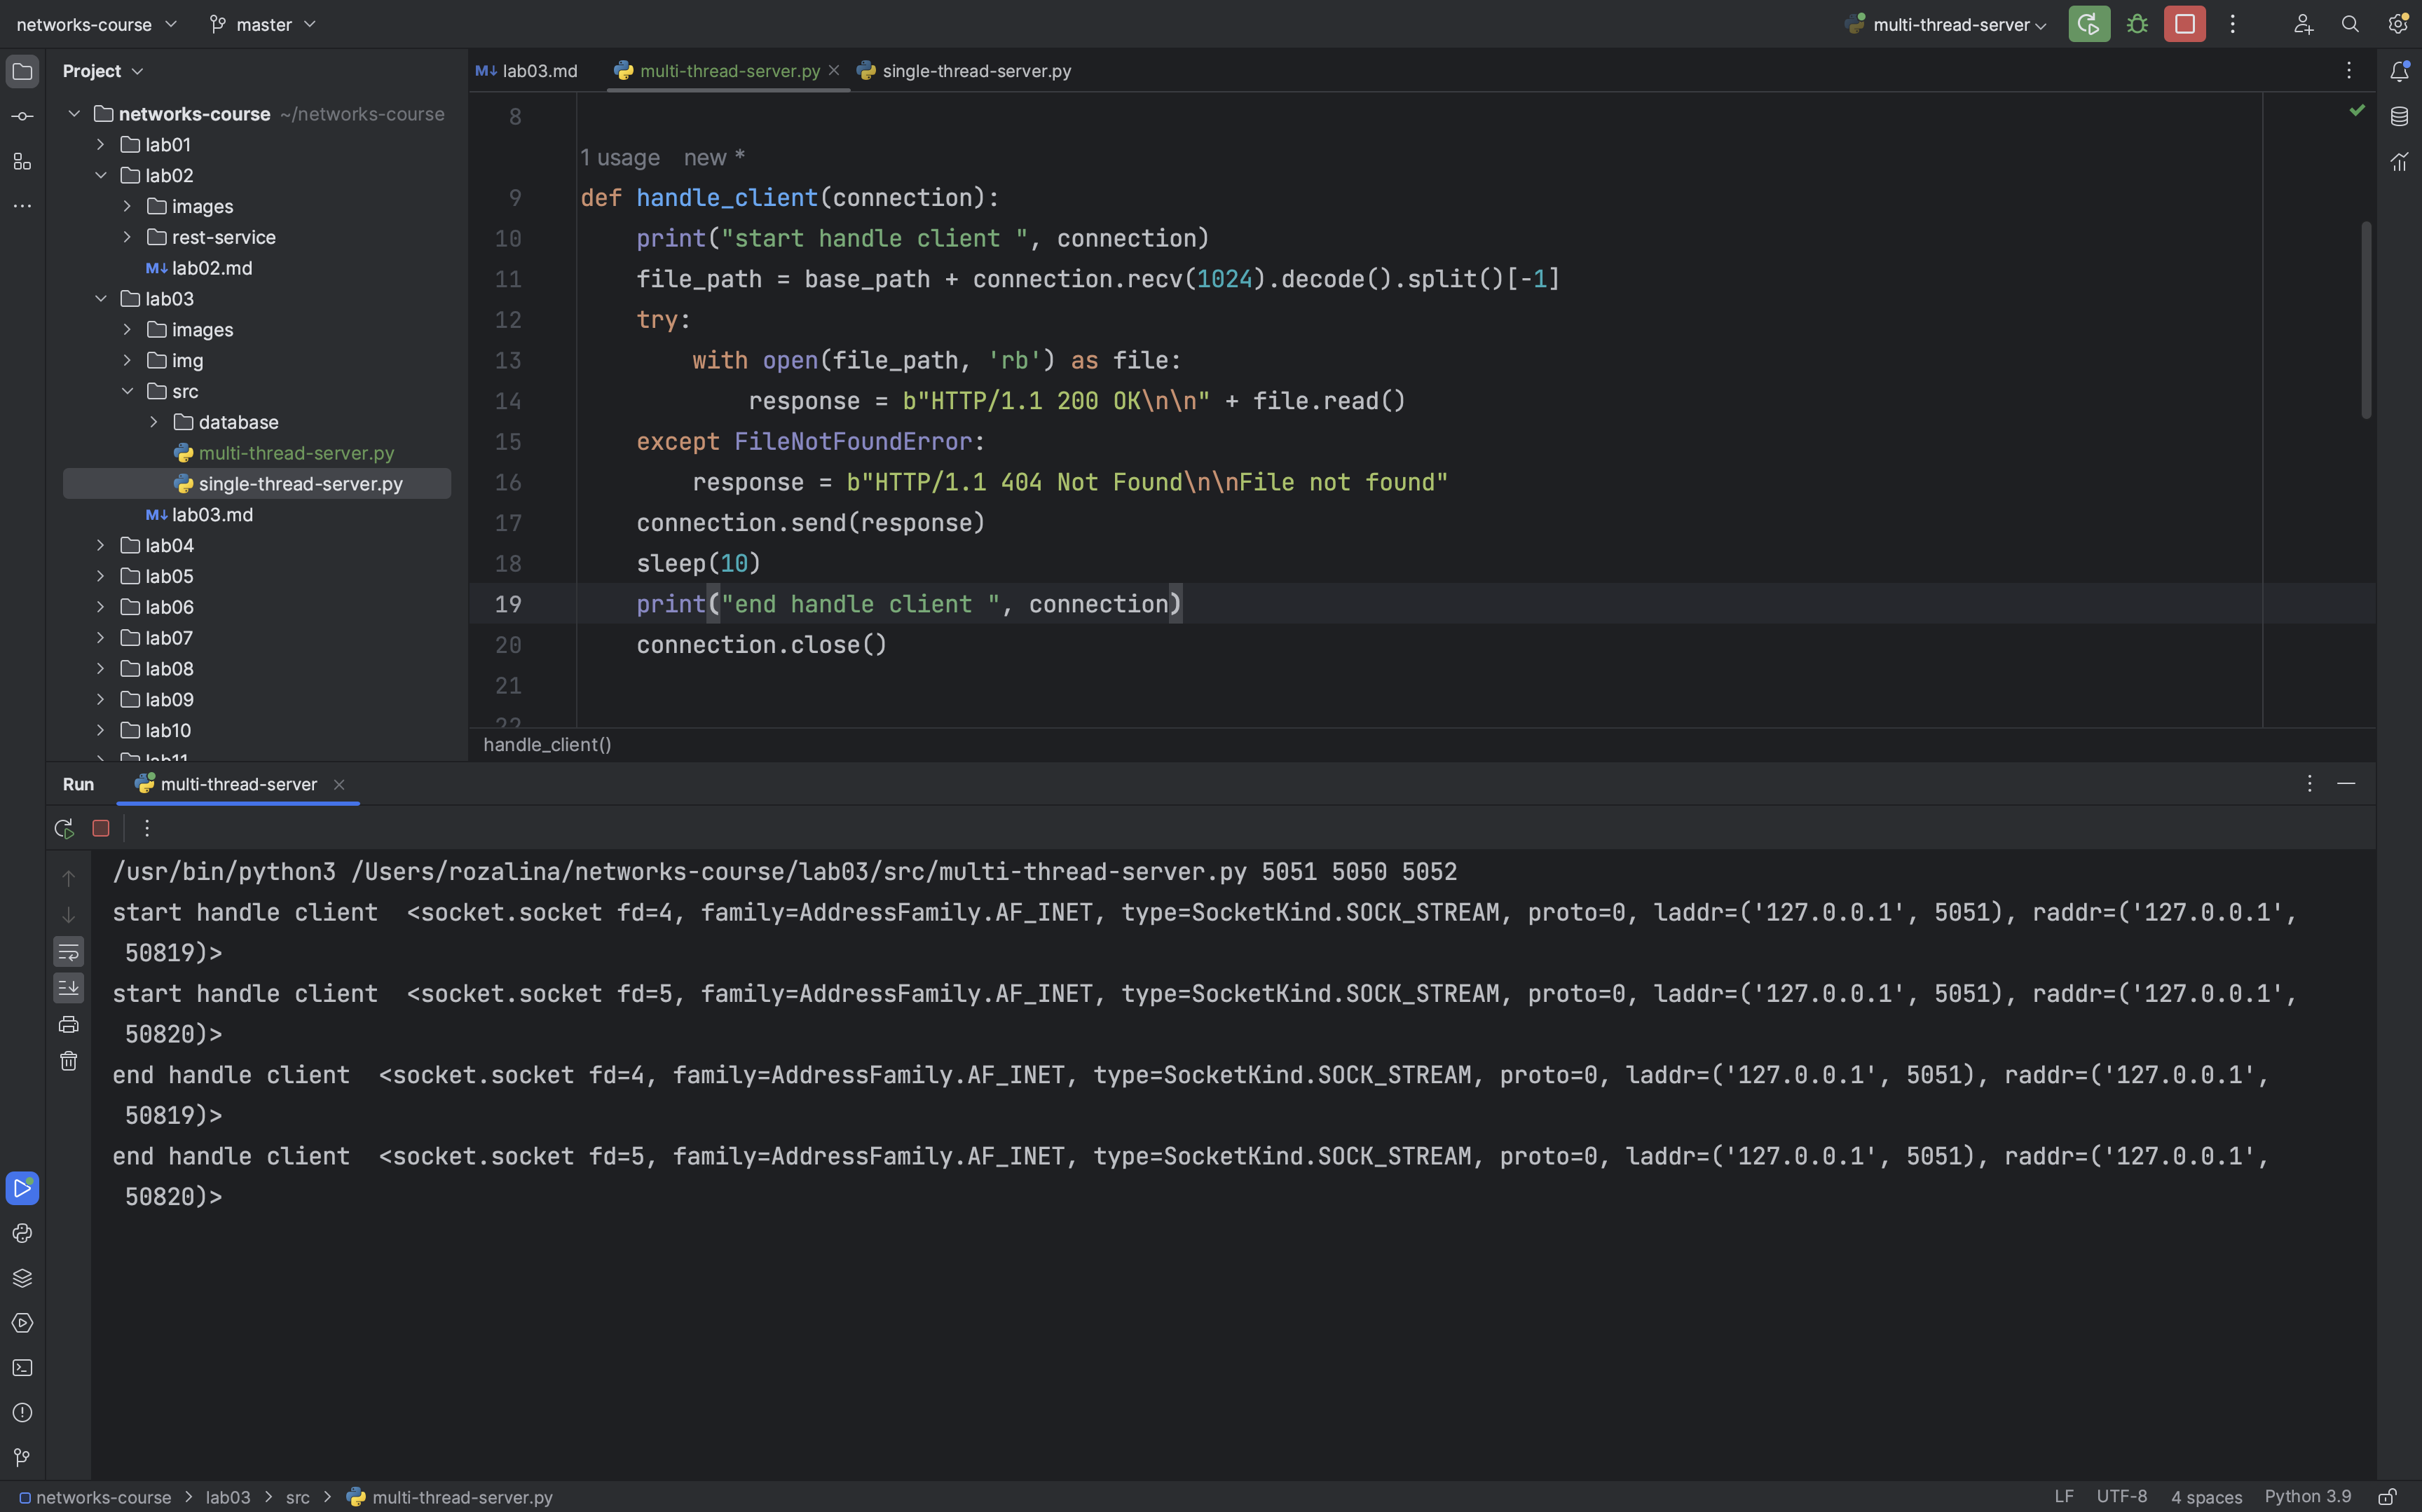 networks-course
master
multi-thread-server
Project
networks-course ~/networks-course
lab01
lab02
images
rest-service
M↓ lab02.md
lab03
images
img
src
database
multi-thread-server.py
single-thread-server.py
M↓ lab03.md
lab04
lab05
lab06
lab07
lab08
lab09
lab10
lab11
M↓ lab03.md
multi-thread-server.py
single-thread-server.py
8
1 usage new *
9 def handle_client(connection):
10 print("start handle client ", connection)
11 file_path = base_path + connection.recv(1024).decode().split()[-1]
12 try:
13 with open(file_path, 'rb') as file:
14 response = b"HTTP/1.1 200 OK\n\n" + file.read()
15 except FileNotFoundError:
16 response = b"HTTP/1.1 404 Not Found\n\nFile not found"
17 connection.send(response)
18 sleep(10)
19 print("end handle client ", connection)
20 connection.close()
21
22
handle_client()
Run
multi-thread-server
/usr/bin/python3 /Users/rozalina/networks-course/lab03/src/multi-thread-server.py 5051 5050 5052
start handle client  <socket.socket fd=4, family=AddressFamily.AF_INET, type=SocketKind.SOCK_STREAM, proto=0, laddr=('127.0.0.1', 5051), raddr=('127.0.0.1',
50819)>
start handle client  <socket.socket fd=5, family=AddressFamily.AF_INET, type=SocketKind.SOCK_STREAM, proto=0, laddr=('127.0.0.1', 5051), raddr=('127.0.0.1',
50820)>
end handle client  <socket.socket fd=4, family=AddressFamily.AF_INET, type=SocketKind.SOCK_STREAM, proto=0, laddr=('127.0.0.1', 5051), raddr=('127.0.0.1',
50819)>
end handle client  <socket.socket fd=5, family=AddressFamily.AF_INET, type=SocketKind.SOCK_STREAM, proto=0, laddr=('127.0.0.1', 5051), raddr=('127.0.0.1',
50820)>
networks-course > lab03 > src > multi-thread-server.py
LF UTF-8 4 spaces Python 3.9